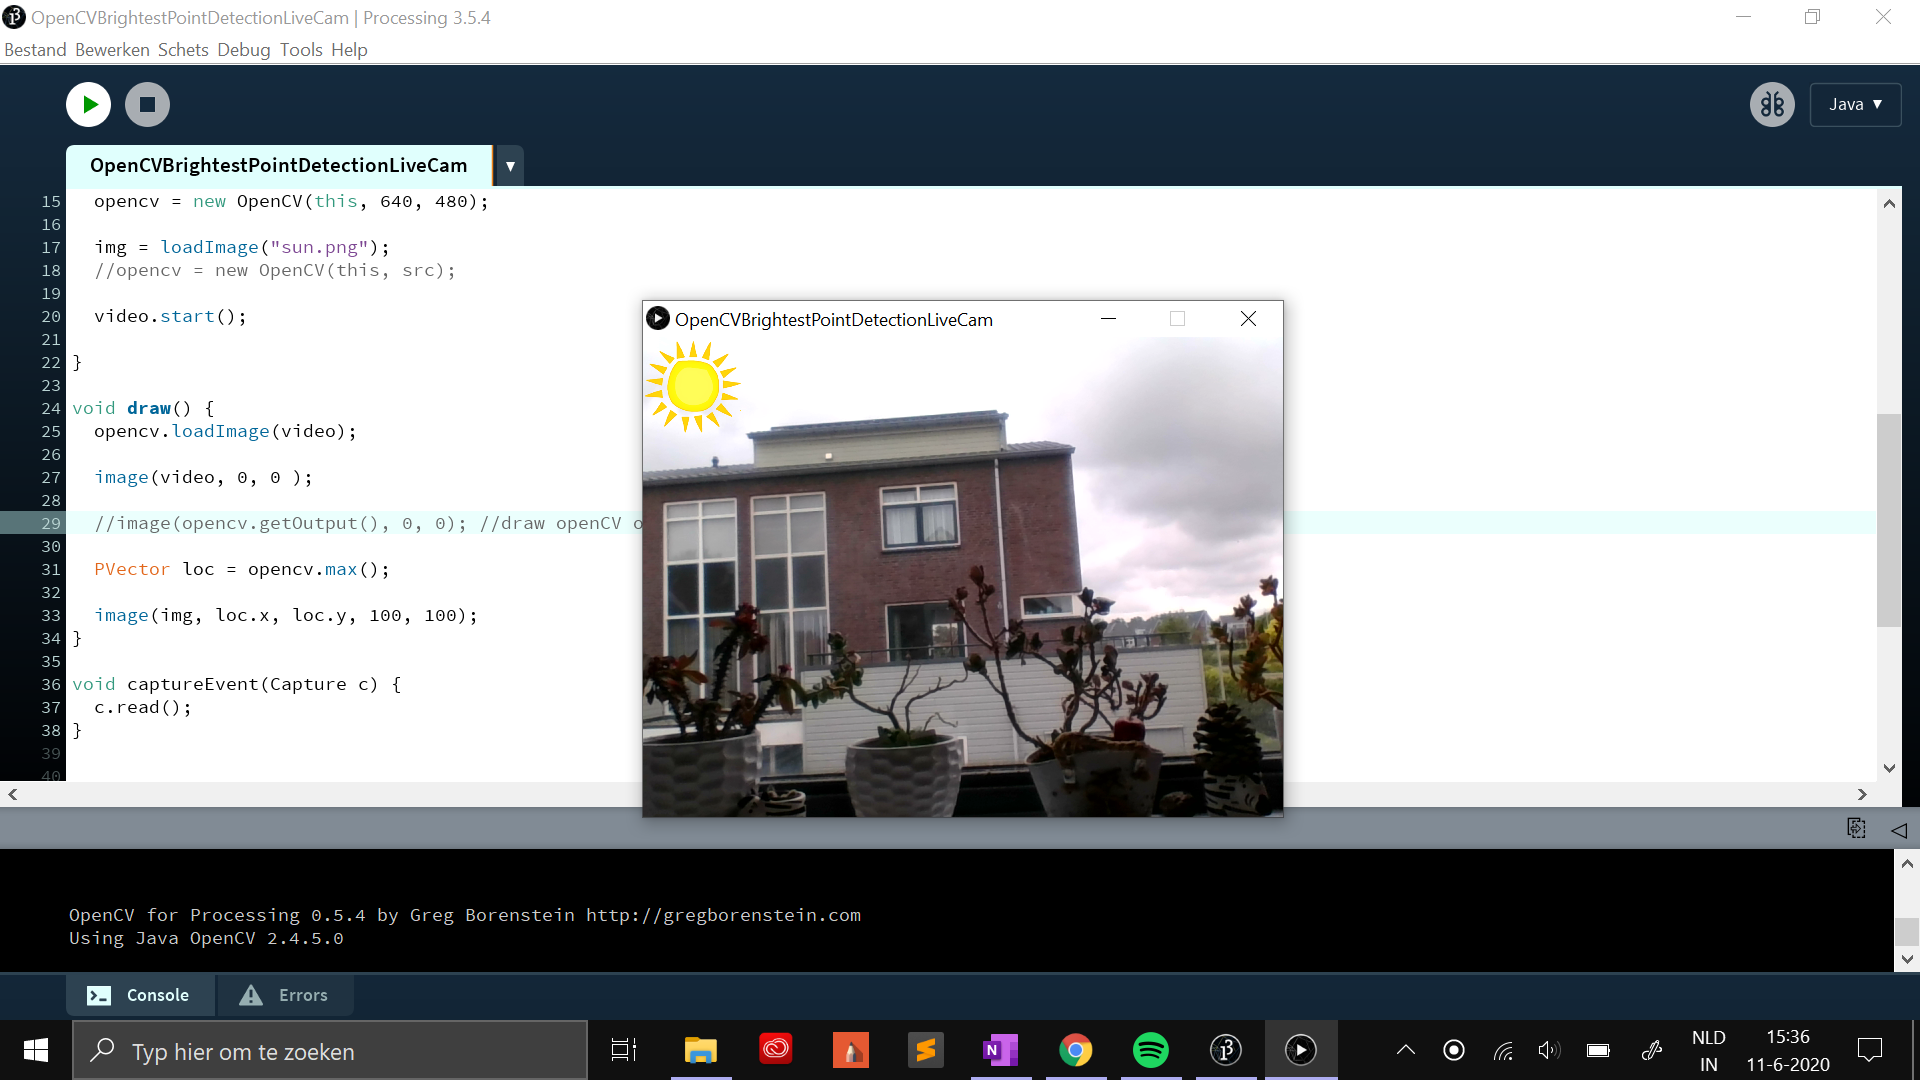 OpenCVBrightestPointDetectionLiveCam | Processing 3.5.4
Bestand Bewerken Schets Debug Tools Help
Java ▼
OpenCVBrightestPointDetectionLiveCam ▼
15 opencv = new OpenCV(this, 640, 480);
16
17 img = loadImage("sun.png");
18 //opencv = new OpenCV(this, src);
19
20 video.start();
21
22 }
23
24 void draw() {
25 opencv.loadImage(video);
26
27 image(video, 0, 0 );
28
29 //image(opencv.getOutput(), 0, 0); //draw openCV o
30
31 PVector loc = opencv.max();
32
33 image(img, loc.x, loc.y, 100, 100);
34 }
35
36 void captureEvent(Capture c) {
37 c.read();
38 }
39
40
OpenCVBrightestPointDetectionLiveCam
OpenCV for Processing 0.5.4 by Greg Borenstein http://gregborenstein.com
Using Java OpenCV 2.4.5.0
Console Errors
Typ hier om te zoeken
N
NLD
IN
15:36
11-6-2020